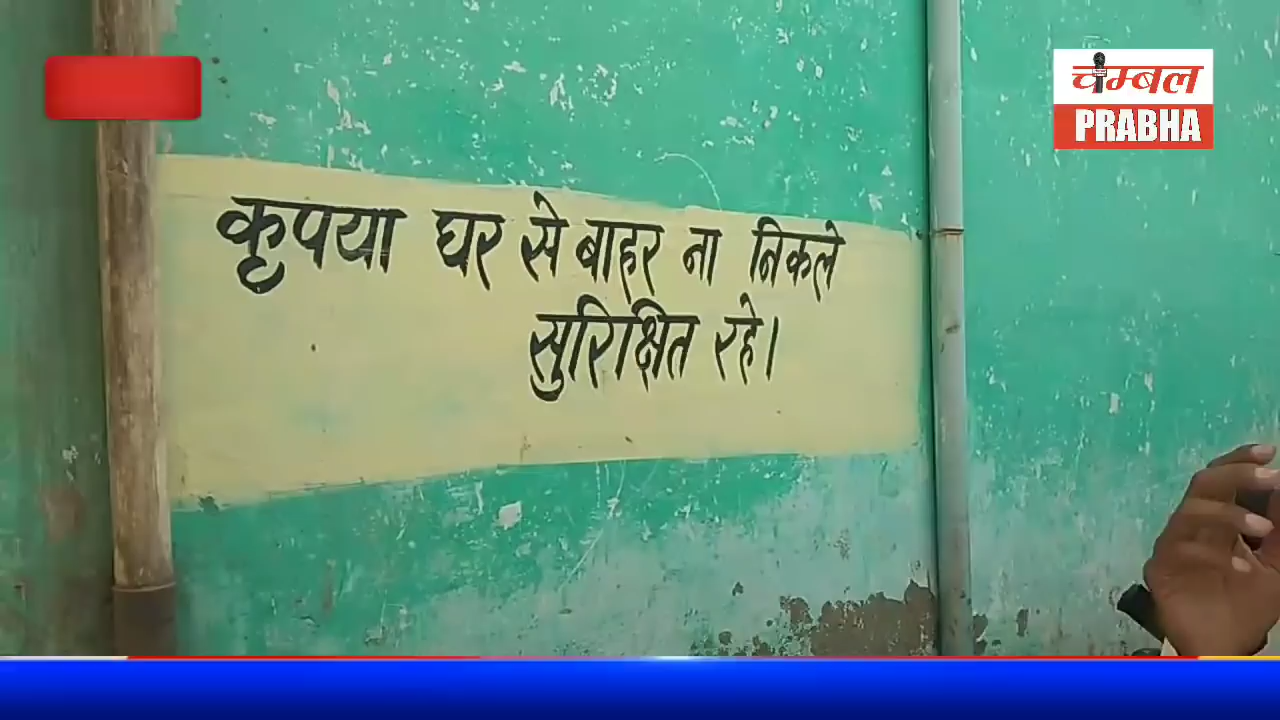 चम्बल
PRABHA
कृपया घर से बाहर ना निकले
सुरिक्षित रहे।